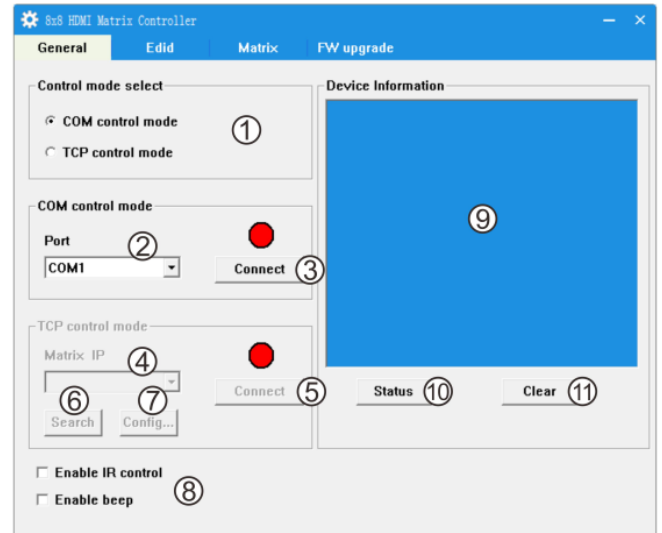 8x8 HDMI Matrix Controller
General Edid Matrix FW upgrade
Control mode select
COM control mode
①
TCP control mode
COM control mode
Port
②
COM1
Connect
③
TCP control mode
Matrix IP
④
Connect
⑤
⑥
⑦
Search
Config...
Enable IR control
Enable beep
⑧
Device Information
⑨
Status
⑩
Clear
⑪